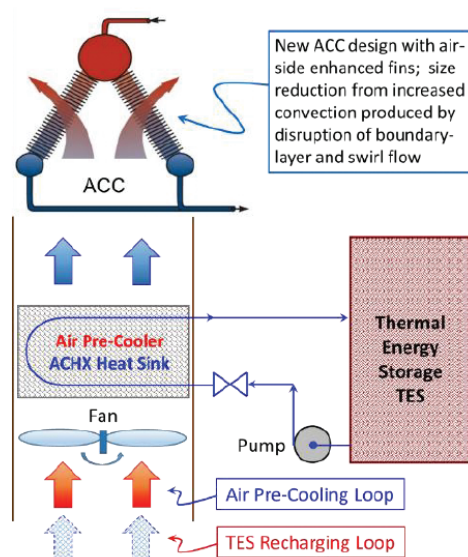 New ACC design with air-
side enhanced fins; size
reduction from increased
convection produced by
disruption of boundary-
layer and swirl flow
ACC
Air Pre-Cooler
ACHX Heat Sink
Thermal
Energy
Storage
TES
Fan
Pump
Air Pre-Cooling Loop
TES Recharging Loop